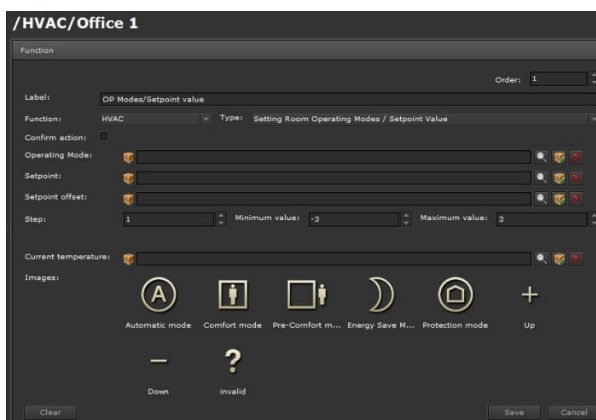 /HVAC/Office 1
Function
Order: 1
Label: OP Modes/Setpoint value
Function: HVAC Type: Setting Room Operating Modes / Setpoint Value
Confirm action:
Operating Mode:
Setpoint:
Setpoint offset:
Step: 1 Minimum value: -3 Maximum value: 3
Current temperature:
Images:
A
Automatic mode Comfort mode Pre-Comfort m... Energy Save M... Protection mode Up
?
Down invalid
Clear Save Cancel